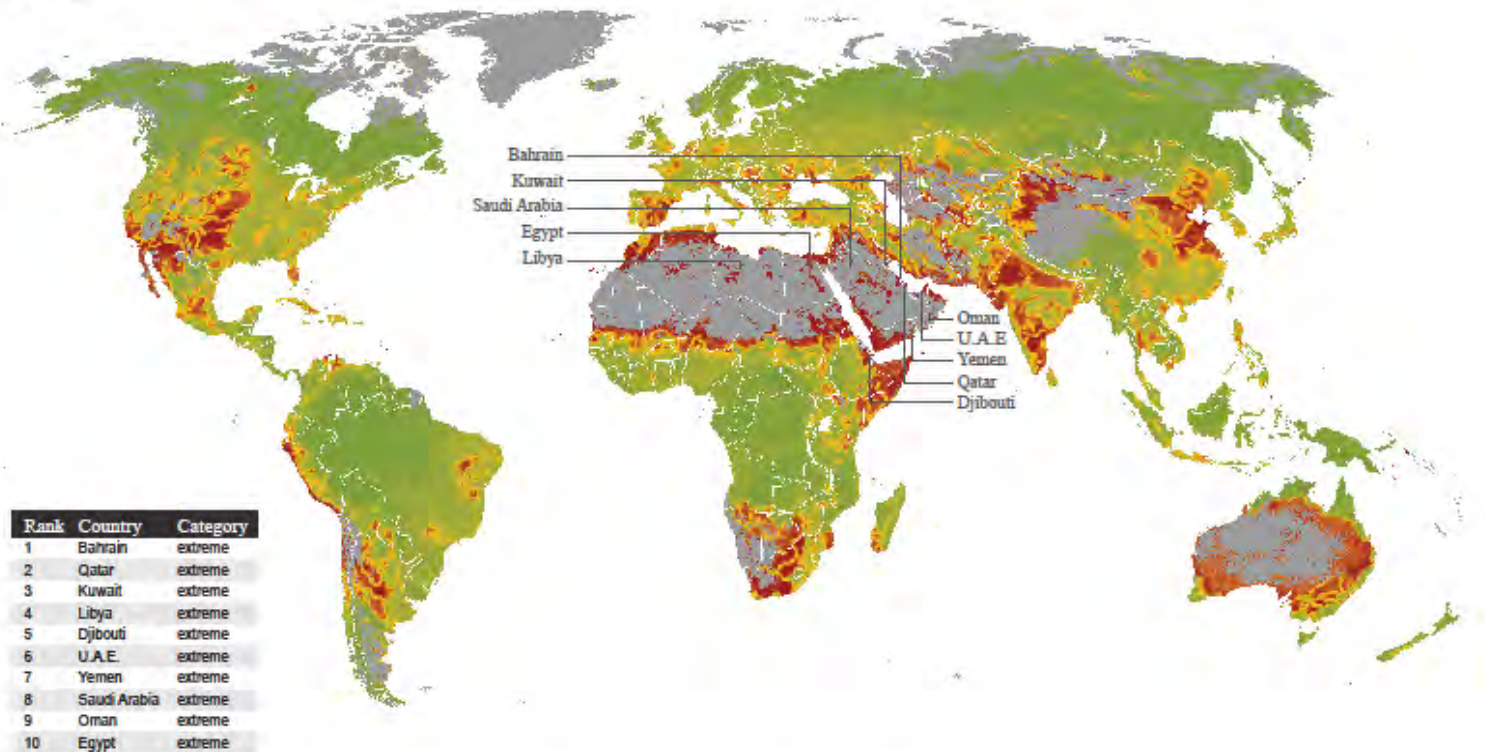 Bahrain
Kuwait
Saudi Arabia
Egypt
Libya
Oman
U.A.E
Yemen
Qatar
Djibouti
Rank Country Category
1 Bahrain extreme
2 Qatar extreme
3 Kuwait extreme
4 Libya extreme
5 Djibouti extreme
6 U.A.E. extreme
7 Yemen extreme
8 Saudi Arabia extreme
9 Oman extreme
10 Egypt extreme